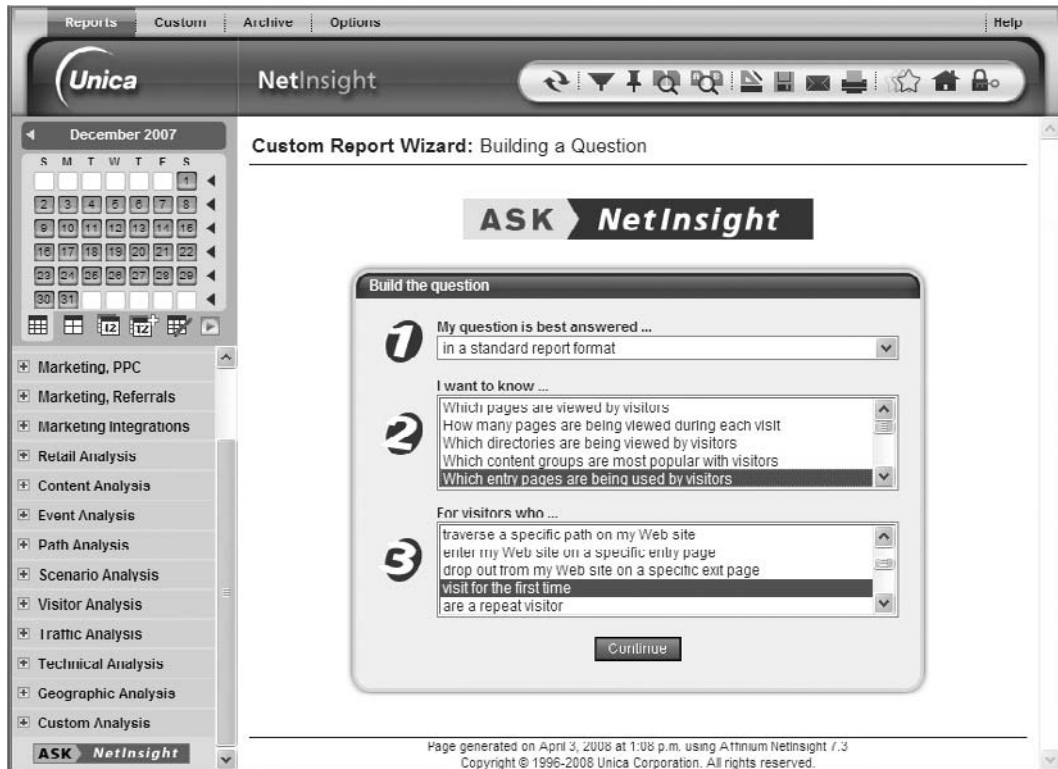 Reports Custom Archive Options Help
Unica NetInsight
December 2007
S M T W T F S
1
2 3 4 5 6 7 8
9 10 11 12 13 14 15
16 17 18 19 20 21 22
23 24 25 26 27 28 29
30 31
12 12+
Marketing, PPC
Marketing, Referrals
Marketing Integrations
Retail Analysis
Content Analysis
Event Analysis
Path Analysis
Scenario Analysis
Visitor Analysis
Traffic Analysis
Technical Analysis
Geographic Analysis
Custom Analysis
ASK NetInsight
Custom Report Wizard: Building a Question
ASK NetInsight
Build the question
1
My question is best answered ...
in a standard report format
2
I want to know ...
Which pages are viewed by visitors
How many pages are being viewed during each visit
Which directories are being viewed by visitors
Which content groups are most popular with visitors
Which entry pages are being used by visitors
3
For visitors who ...
traverse a specific path on my Web site
enter my Web site on a specific entry page
drop out from my Web site on a specific exit page
visit for the first time
are a repeat visitor
Continue
Page generated on April 3, 2008 at 1:08 p.m. using Affinium NetInsight 7.3
Copyright © 1996-2008 Unica Corporation. All rights reserved.